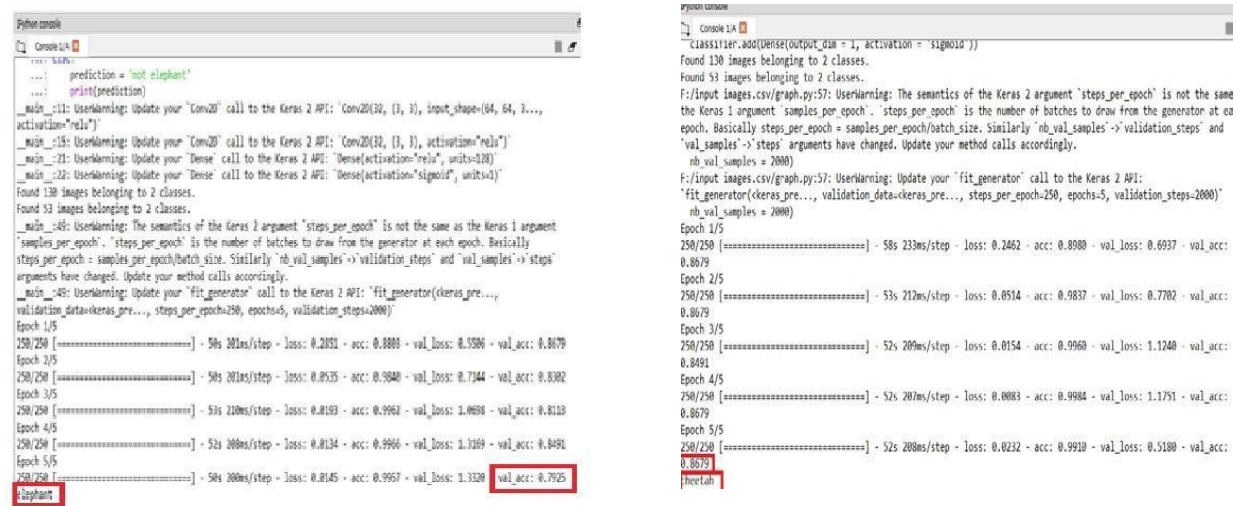 IPython console
Console 1/A
...: else:
...: prediction = 'not elephant'
...: print(prediction)
__main__:11: UserWarning: Update your `Conv2D` call to the Keras 2 API: `Conv2D(32, (3, 3), input_shape=(64, 64, 3...,
activation="relu")`
__main__:15: UserWarning: Update your `Conv2D` call to the Keras 2 API: `Conv2D(32, (3, 3), activation="relu")`
__main__:21: UserWarning: Update your `Dense` call to the Keras 2 API: `Dense(activation="relu", units=128)`
__main__:22: UserWarning: Update your `Dense` call to the Keras 2 API: `Dense(activation="sigmoid", units=1)`
Found 130 images belonging to 2 classes.
Found 53 images belonging to 2 classes.
__main__:49: UserWarning: The semantics of the Keras 2 argument `steps_per_epoch` is not the same as the Keras 1 argument
`samples_per_epoch`. `steps_per_epoch` is the number of batches to draw from the generator at each epoch. Basically
steps_per_epoch = samples_per_epoch/batch_size. Similarly `nb_val_samples`->`validation_steps` and `val_samples`->`steps`
arguments have changed. Update your method calls accordingly.
__main__:49: UserWarning: Update your `fit_generator` call to the Keras 2 API: `fit_generator(<keras_pre...,
validation_data=<keras_pre..., steps_per_epoch=250, epochs=5, validation_steps=2000)`
Epoch 1/5
250/250 [==============================] - 50s 201ms/step - loss: 0.2851 - acc: 0.8803 - val_loss: 0.5506 - val_acc: 0.8679
Epoch 2/5
250/250 [==============================] - 50s 201ms/step - loss: 0.0535 - acc: 0.9840 - val_loss: 0.7144 - val_acc: 0.8302
Epoch 3/5
250/250 [==============================] - 53s 210ms/step - loss: 0.0193 - acc: 0.9962 - val_loss: 1.0698 - val_acc: 0.8113
Epoch 4/5
250/250 [==============================] - 52s 208ms/step - loss: 0.0134 - acc: 0.9966 - val_loss: 1.3169 - val_acc: 0.8491
Epoch 5/5
250/250 [==============================] - 50s 200ms/step - loss: 0.0145 - acc: 0.9957 - val_loss: 1.3320 - val_acc: 0.7925
elephant
IPython console
Console 1/A
classifier.add(Dense(output_dim = 1, activation = 'sigmoid'))
Found 130 images belonging to 2 classes.
Found 53 images belonging to 2 classes.
F:/input images.csv/graph.py:57: UserWarning: The semantics of the Keras 2 argument `steps_per_epoch` is not the same
the Keras 1 argument `samples_per_epoch`. `steps_per_epoch` is the number of batches to draw from the generator at ea
epoch. Basically steps_per_epoch = samples_per_epoch/batch_size. Similarly `nb_val_samples`->`validation_steps` and
`val_samples`->`steps` arguments have changed. Update your method calls accordingly.
nb_val_samples = 2000)
F:/input images.csv/graph.py:57: UserWarning: Update your `fit_generator` call to the Keras 2 API:
`fit_generator(<keras_pre..., validation_data=<keras_pre..., steps_per_epoch=250, epochs=5, validation_steps=2000)`
nb_val_samples = 2000)
Epoch 1/5
250/250 [==============================] - 58s 233ms/step - loss: 0.2462 - acc: 0.8980 - val_loss: 0.6937 - val_acc:
0.8679
Epoch 2/5
250/250 [==============================] - 53s 212ms/step - loss: 0.0514 - acc: 0.9837 - val_loss: 0.7702 - val_acc:
0.8679
Epoch 3/5
250/250 [==============================] - 52s 209ms/step - loss: 0.0154 - acc: 0.9960 - val_loss: 1.1240 - val_acc:
0.8491
Epoch 4/5
250/250 [==============================] - 52s 207ms/step - loss: 0.0083 - acc: 0.9984 - val_loss: 1.1751 - val_acc:
0.8679
Epoch 5/5
250/250 [==============================] - 52s 208ms/step - loss: 0.0232 - acc: 0.9910 - val_loss: 0.5180 - val_acc:
0.8679
cheetah